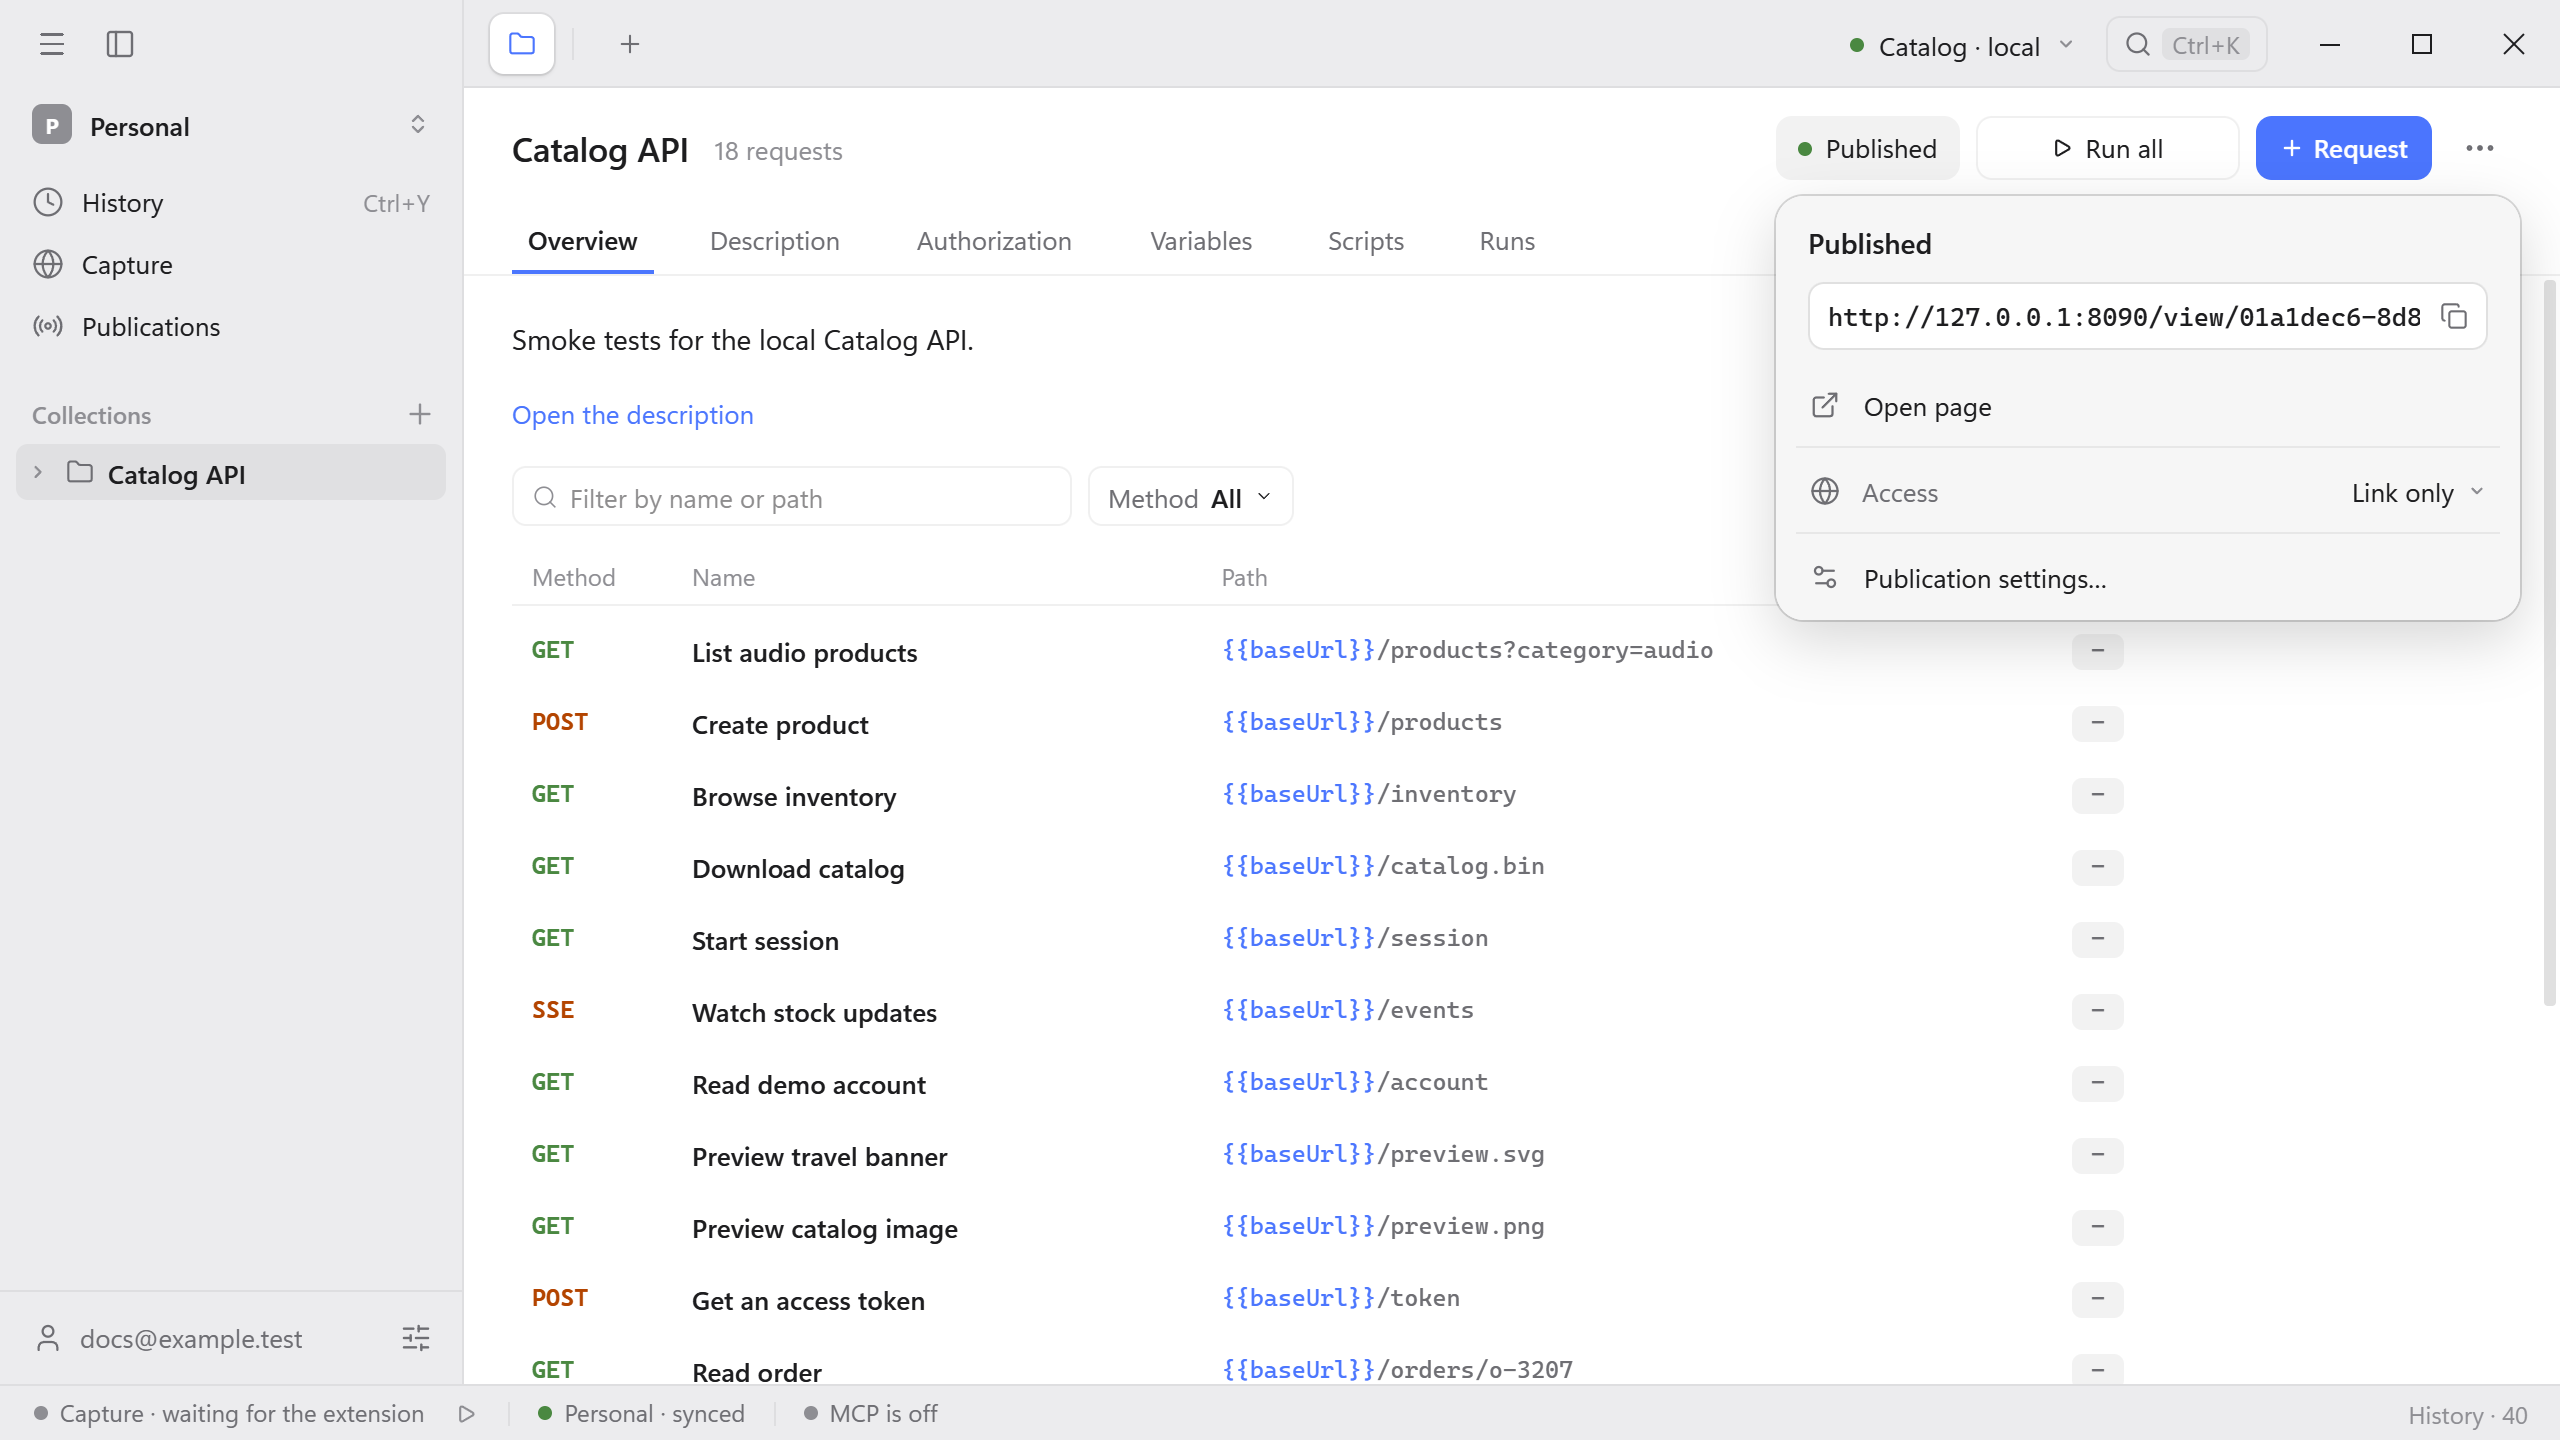 Catalog · local
Ctrl+K
P Personal
History Ctrl+Y
Capture
Publications
Collections
Catalog API
Catalog API 18 requests
Published
Run all
+ Request
Overview Description Authorization Variables Scripts Runs
Smoke tests for the local Catalog API.
Open the description
Filter by name or path
Method All
Published
http://127.0.0.1:8090/view/01a1dec6-8d8
Open page
Access Link only
Publication settings...
Method Name Path
GET List audio products {{baseUrl}}/products?category=audio –
POST Create product {{baseUrl}}/products –
GET Browse inventory {{baseUrl}}/inventory –
GET Download catalog {{baseUrl}}/catalog.bin –
GET Start session {{baseUrl}}/session –
SSE Watch stock updates {{baseUrl}}/events –
GET Read demo account {{baseUrl}}/account –
GET Preview travel banner {{baseUrl}}/preview.svg –
GET Preview catalog image {{baseUrl}}/preview.png –
POST Get an access token {{baseUrl}}/token –
GET Read order {{baseUrl}}/orders/o-3207 –
docs@example.test
Capture · waiting for the extension
Personal · synced
MCP is off
History · 40